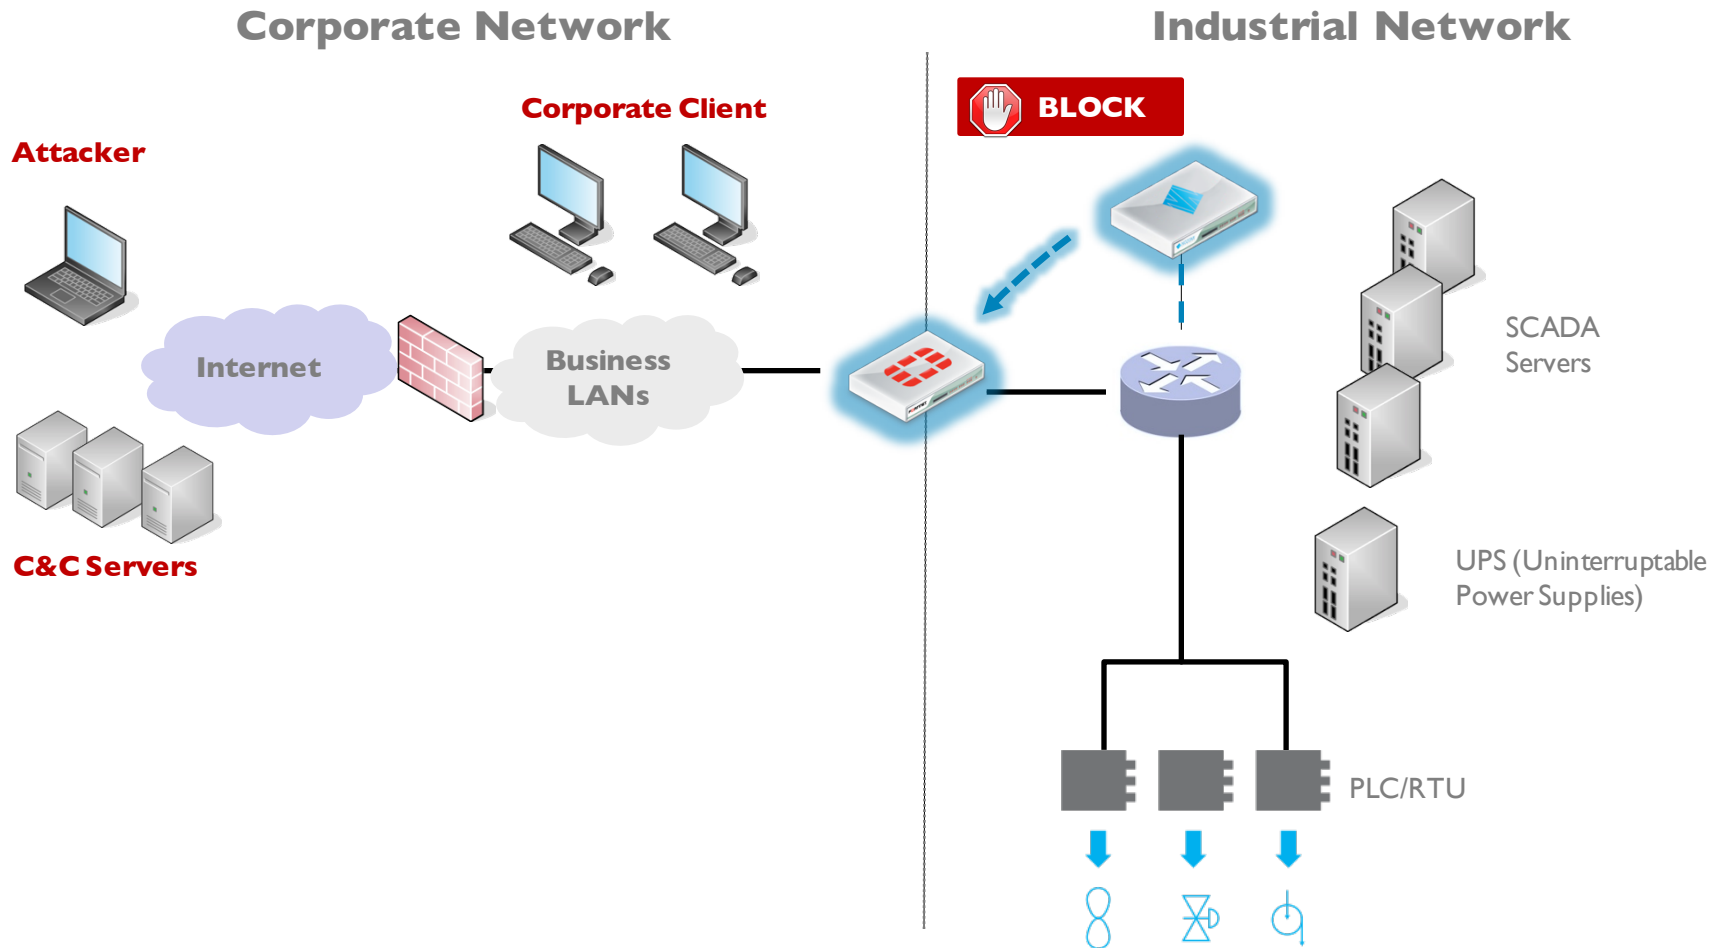 Corporate Network
Industrial Network
BLOCK
Corporate Client
Attacker
SCADA
Servers
Internet
Business
LANs
C&C Servers
UPS (Uninterruptable
Power Supplies)
PLC/RTU